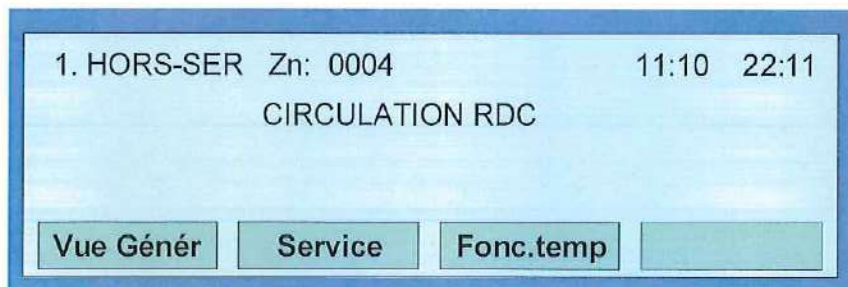 1. HORS-SER Zn: 0004 11:10 22:11
CIRCULATION RDC
Vue Génér Service Fonc.temp